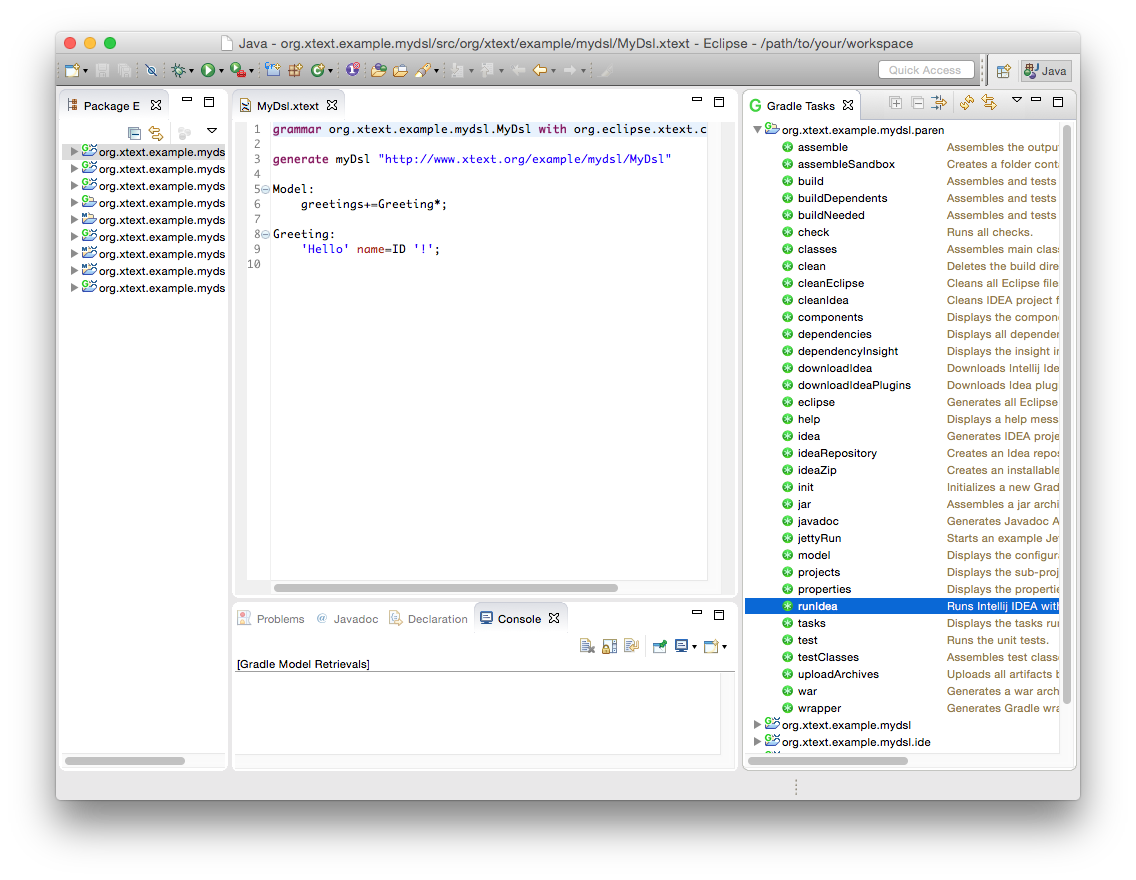 Java - org.xtext.example.mydsl/src/org/xtext/example/mydsl/MyDsl.xtext - Eclipse - /path/to/your/workspace
Quick Access
Java
Package E
org.xtext.example.myds
org.xtext.example.myds
org.xtext.example.myds
org.xtext.example.myds
org.xtext.example.myds
org.xtext.example.myds
org.xtext.example.myds
org.xtext.example.myds
org.xtext.example.myds
MyDsl.xtext
1 grammar org.xtext.example.mydsl.MyDsl with org.eclipse.xtext.c
2
3 generate myDsl "http://www.xtext.org/example/mydsl/MyDsl"
4
5 Model:
6 greetings+=Greeting*;
7
8 Greeting:
9 'Hello' name=ID '!';
10
Problems @ Javadoc Declaration Console
[Gradle Model Retrievals]
G Gradle Tasks
org.xtext.example.mydsl.paren
assemble Assembles the outpu
assembleSandbox Creates a folder cont
build Assembles and tests
buildDependents Assembles and tests
buildNeeded Assembles and tests
check Runs all checks.
classes Assembles main clas
clean Deletes the build dire
cleanEclipse Cleans all Eclipse file
cleanIdea Cleans IDEA project f
components Displays the compon
dependencies Displays all depender
dependencyInsight Displays the insight in
downloadIdea Downloads Intellij Ide
downloadIdeaPlugins Downloads Idea plug
eclipse Generates all Eclipse
help Displays a help mess
idea Generates IDEA proje
ideaRepository Creates an Idea repos
ideaZip Creates an installable
init Initializes a new Grad
jar Assembles a jar archi
javadoc Generates Javadoc A
jettyRun Starts an example Je
model Displays the configura
projects Displays the sub-proj
properties Displays the propertie
runIdea Runs Intellij IDEA with
tasks Displays the tasks rur
test Runs the unit tests.
testClasses Assembles test classe
uploadArchives Uploads all artifacts b
war Generates a war arch
wrapper Generates Gradle wra
org.xtext.example.mydsl
org.xtext.example.mydsl.ide